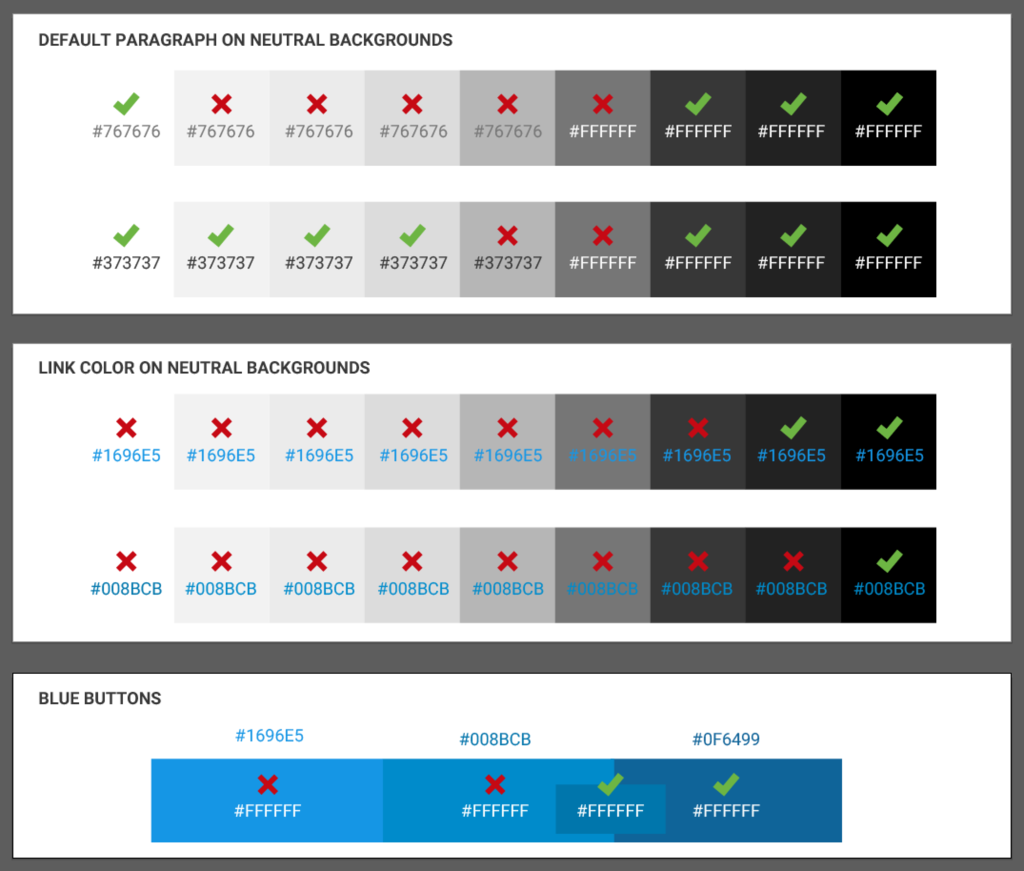 DEFAULT PARAGRAPH ON NEUTRAL BACKGROUNDS
#767676 #767676 #767676 #767676 #767676 #FFFFFF #FFFFFF #FFFFFF #FFFFFF
#373737 #373737 #373737 #373737 #373737 #FFFFFF #FFFFFF #FFFFFF #FFFFFF
LINK COLOR ON NEUTRAL BACKGROUNDS
#1696E5 #1696E5 #1696E5 #1696E5 #1696E5 #1696E5 #1696E5 #1696E5 #1696E5
#008BCB #008BCB #008BCB #008BCB #008BCB #008BCB #008BCB #008BCB #008BCB
BLUE BUTTONS
#1696E5 #008BCB #0F6499
#FFFFFF #FFFFFF #FFFFFF #FFFFFF